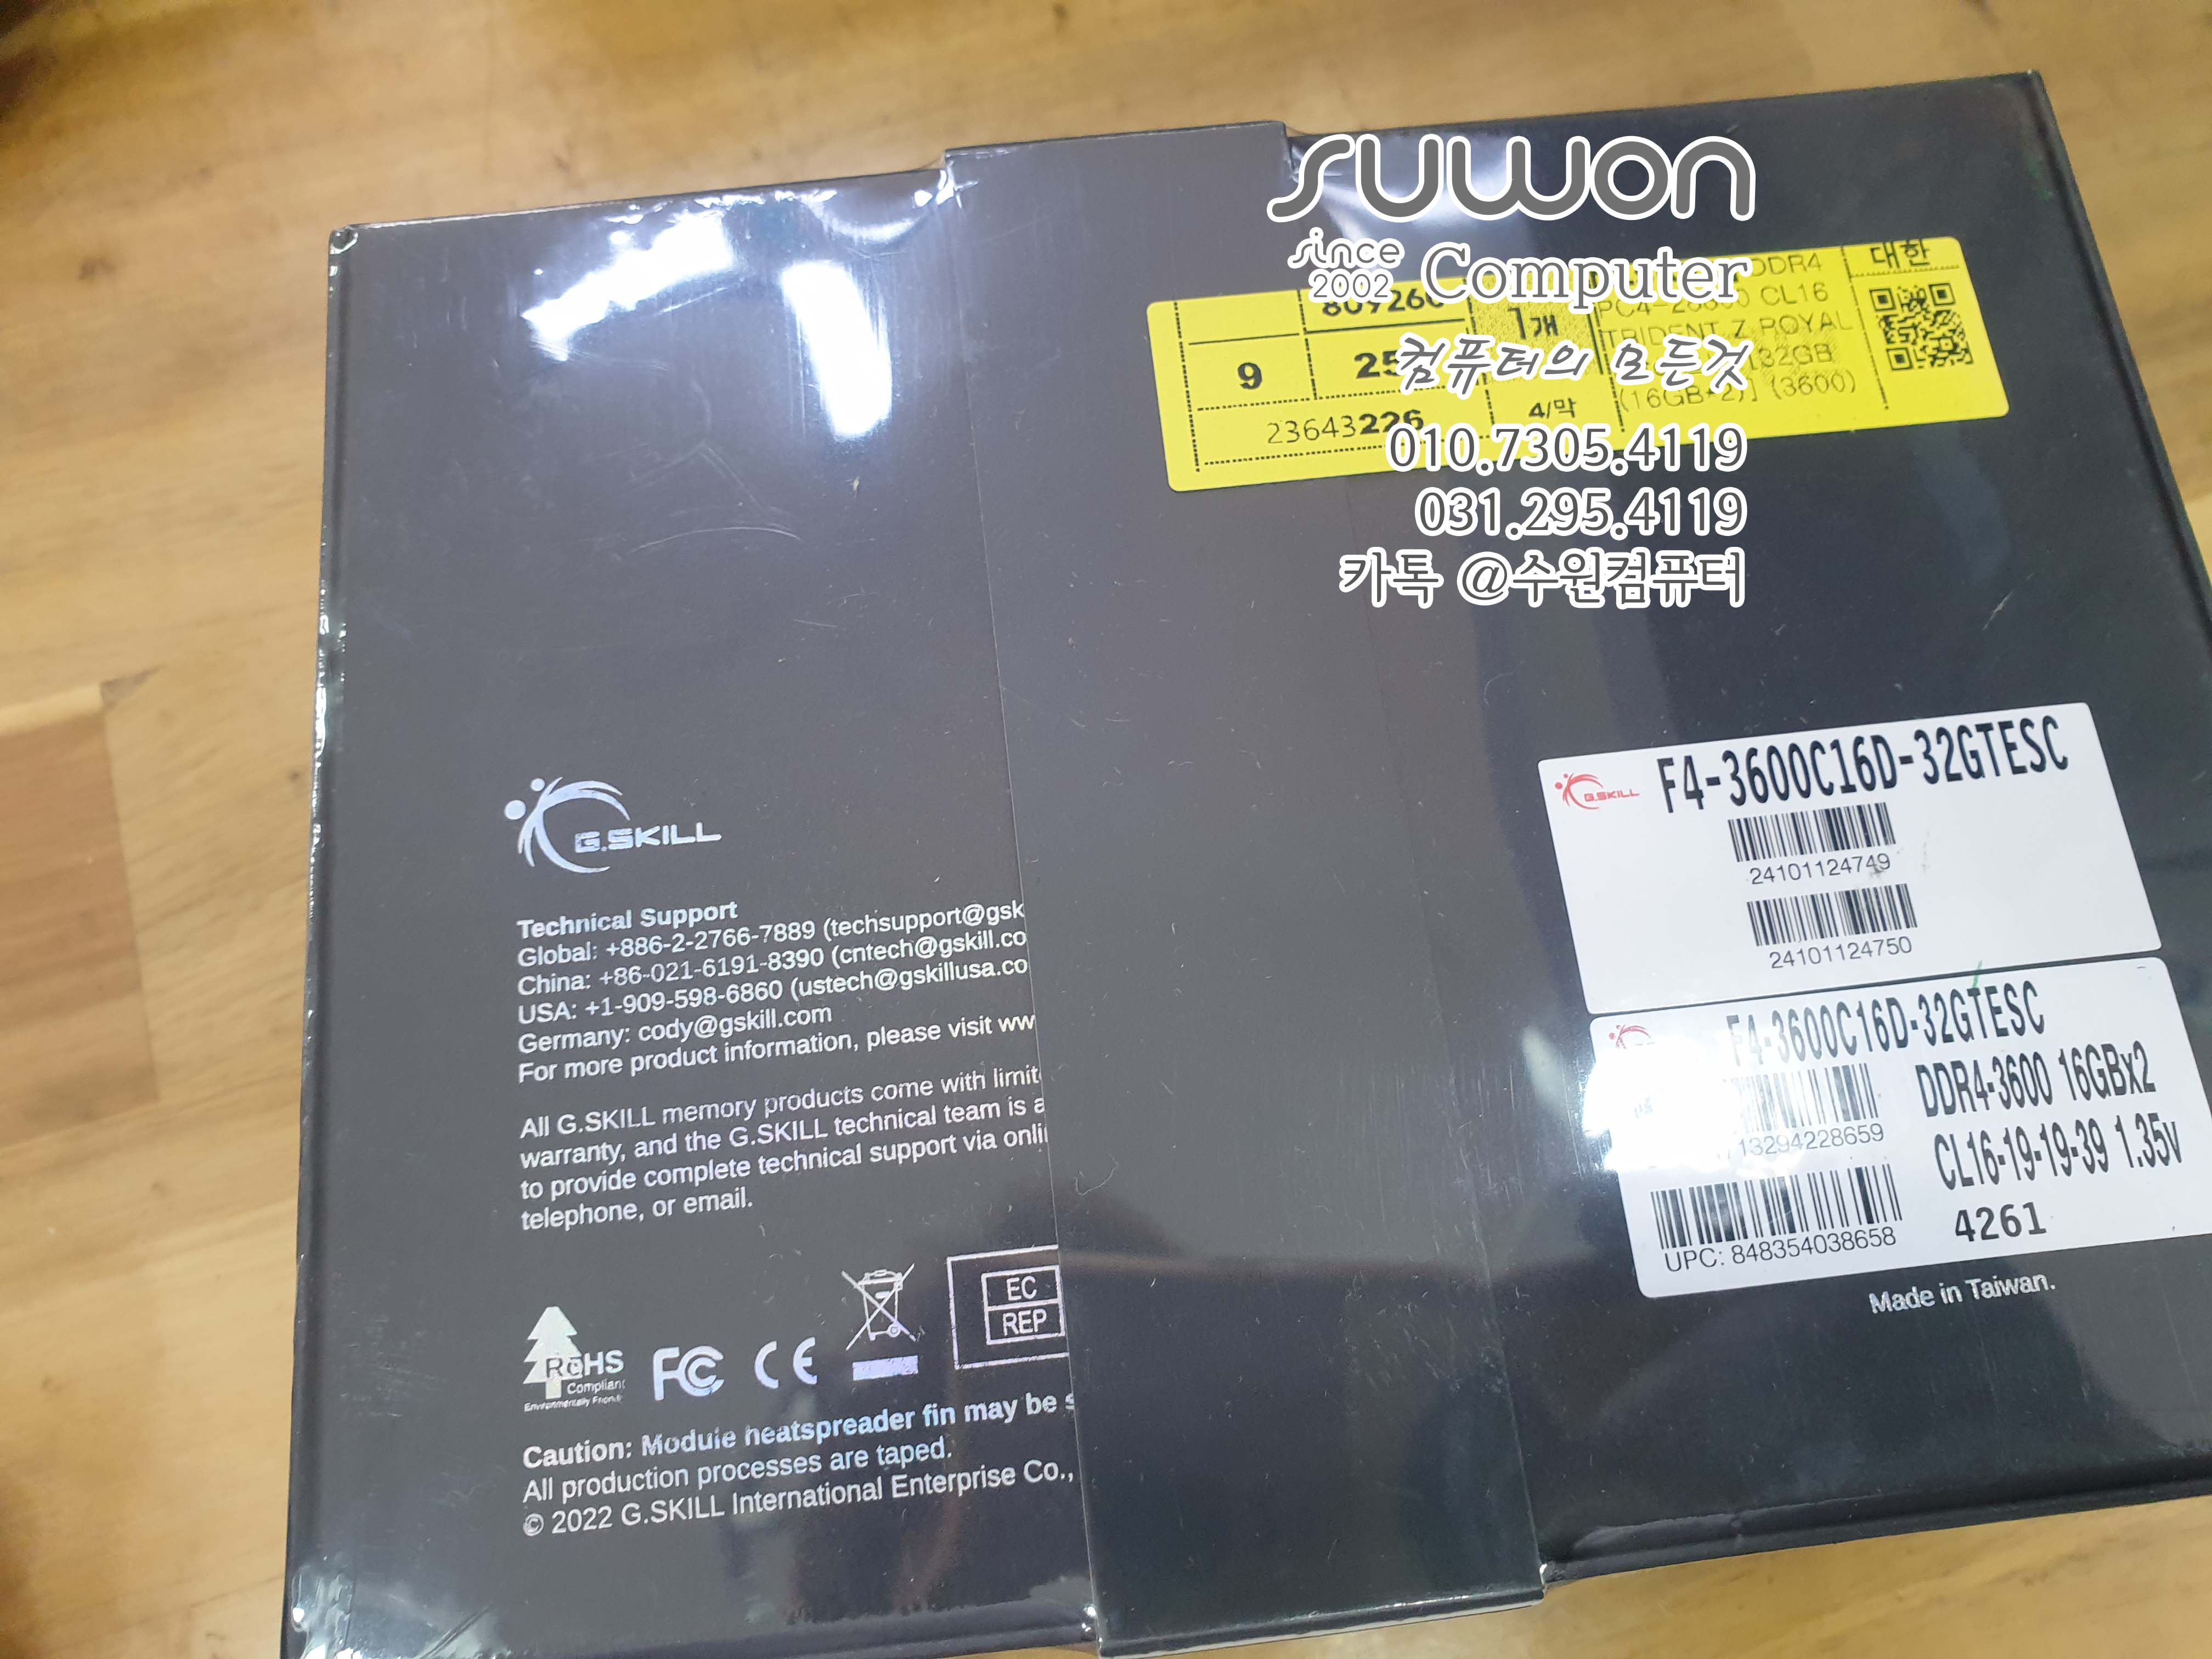 suwon
since
2002
Computer
컴퓨터의 모든것
010.7305.4119
031.295.4119
카톡 @수원컴퓨터
1개
DDR4
대한
CL16
TRIDENT Z ROYAL
9
32GB
(3600)
4/막
23643226
G.SKILL
Technical Support
Global: +886-2-2766-7889 (techsupport@gsk
China: +86-021-6191-8390 (cntech@gskill.co
USA: +1-909-598-6860 (ustech@gskillusa.co
Germany: cody@gskill.com
For more product information, please visit ww
All G.SKILL memory products come with limit
warranty, and the G.SKILL technical team is a
to provide complete technical support via onli
telephone, or email.
RoHS
Compliant
FC CE
EC
REP
Caution: Module heatspreader fin may be s
All production processes are taped.
© 2022 G.SKILL International Enterprise Co.,
G.SKILL
F4-3600C16D-32GTESC
24101124749
24101124750
F4-3600C16D-32GTESC
DDR4-3600 16GBx2
CL16-19-19-39 1.35v
4261
713294228659
UPC: 848354038658
Made in Taiwan.